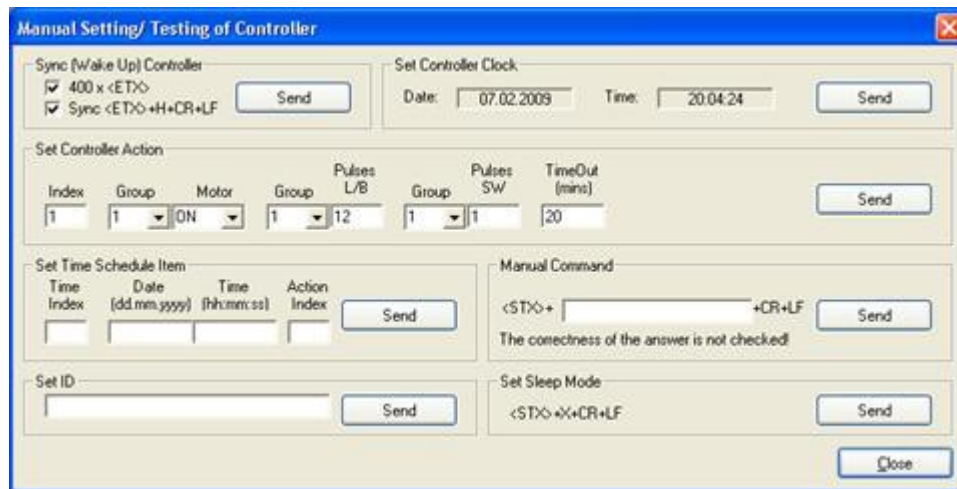 Manual Setting/ Testing of Controller
Sync (Wake Up) Controller
400 x <ETX>
Sync <ETX>+H+CR+LF
Send
Set Controller Clock
Date: 07.02.2009 Time: 20:04:24 Send
Set Controller Action
Index Group Motor Group Pulses L/B Group Pulses SW TimeOut (mins)
1 1 ON 1 12 1 1 20 Send
Set Time Schedule Item
Time Index Date (dd.mm.yyyy) Time (hh:mm:ss) Action Index
Send
Manual Command
<STX>+ +CR+LF Send
The correctness of the answer is not checked!
Set ID
Send
Set Sleep Mode
<STX>+X+CR+LF Send
Close